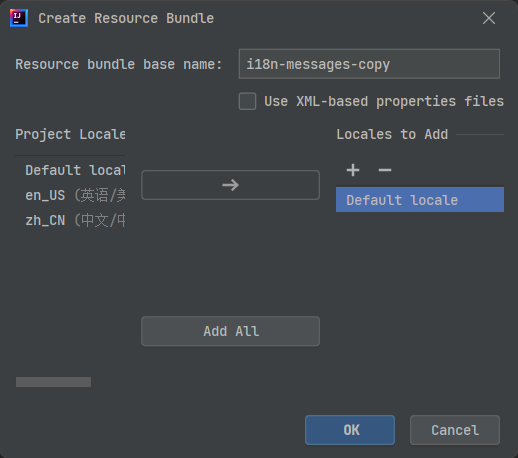 Create Resource Bundle
Resource bundle base name: i18n-messages-copy
Use XML-based properties files
Project Locale
Locales to Add
Default local
en_US (英语/美
zh_CN (中文/中
Default locale
Add All
OK
Cancel